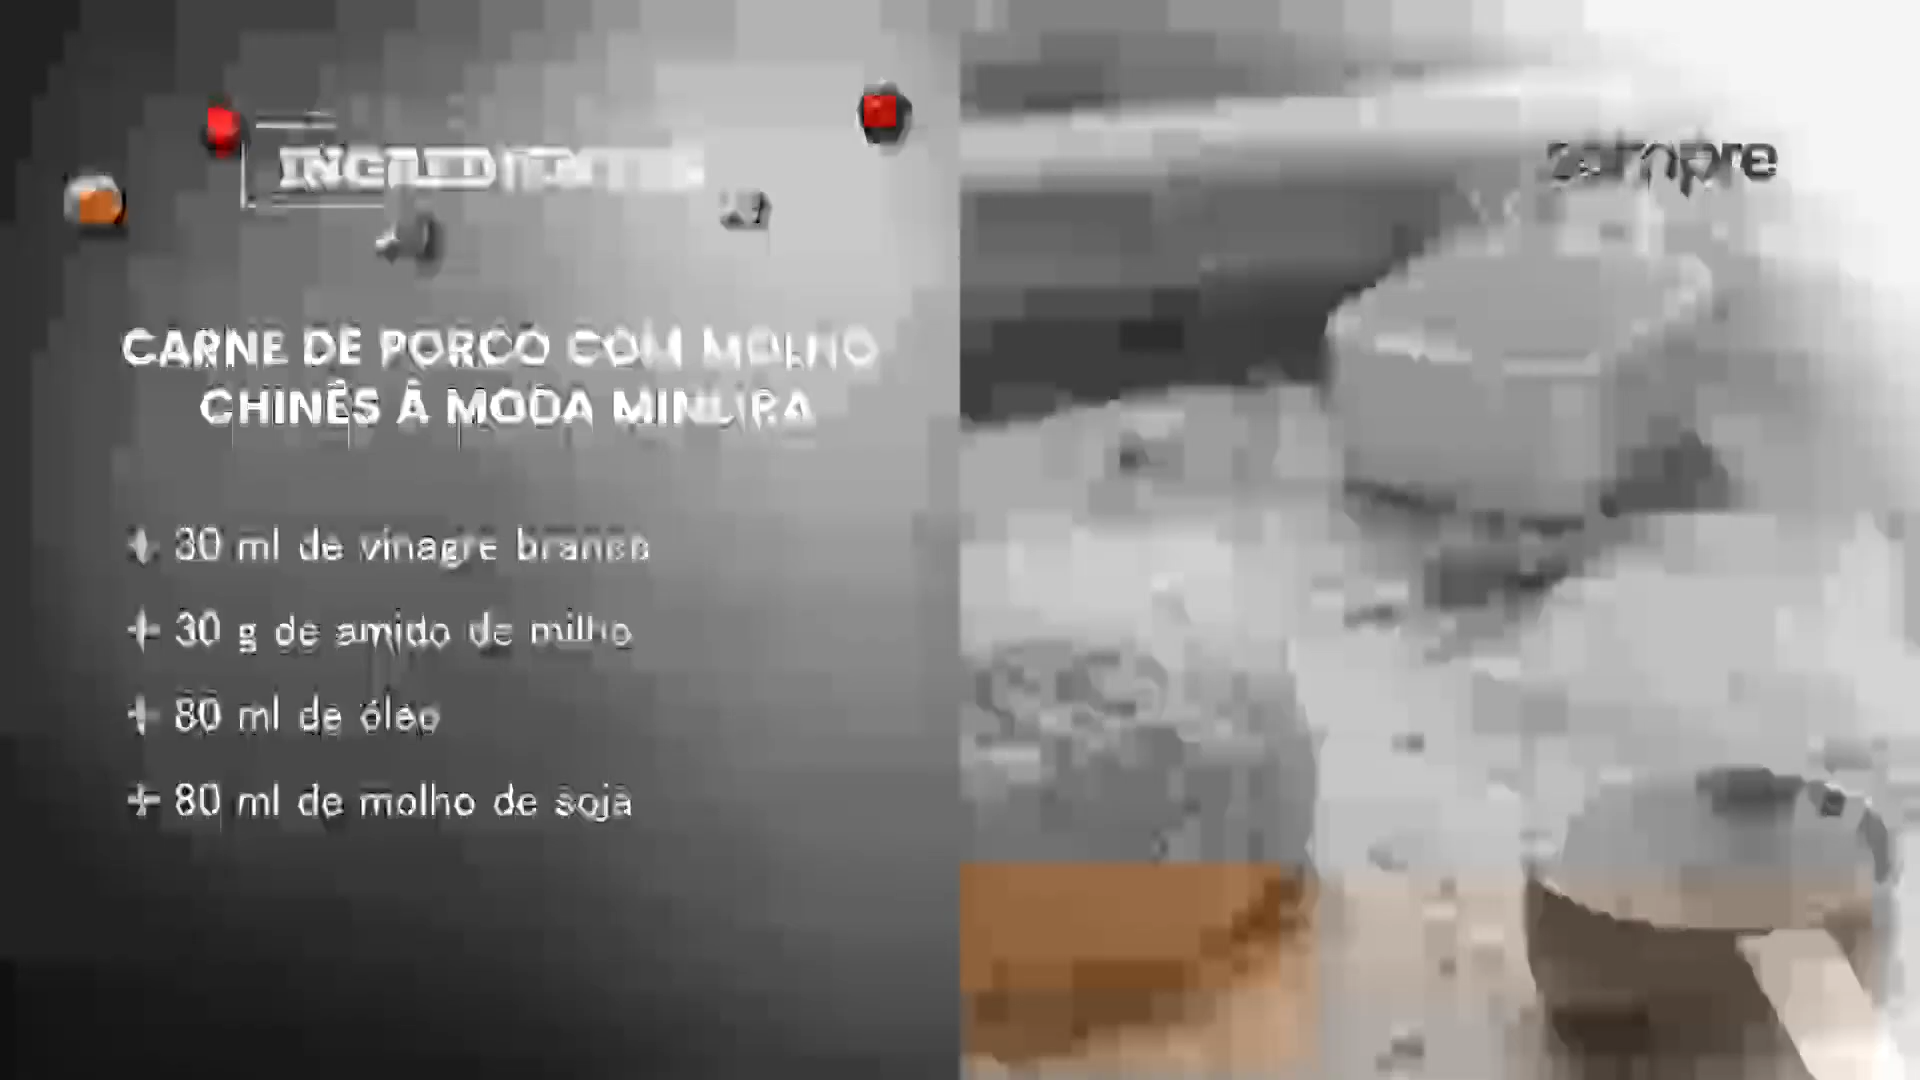 INGREDIENTES
sempre
CARNE DE PORCO COM MOLHO
CHINÊS À MODA MINEIRA
+ 30 ml de vinagre branco
+ 30 g de amido de milho
+ 80 ml de óleo
+ 80 ml de molho de soja